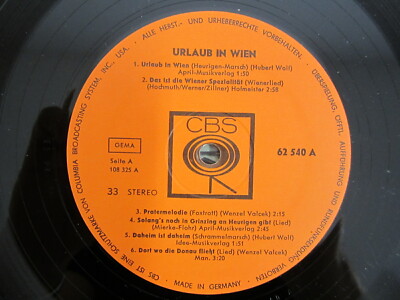 ALLE HERST.- UND URHEBERRECHTE VORBEHALTEN.
ÜBERSPIELUNG, ÖFFTL. AUFFÜHRUNG UND RUNDFUNKSENDUNG VERBOTEN
CBS IST EINE SCHUTZMARKE VON COLUMBIA BROADCASTING SYSTEM, INC., USA.
URLAUB IN WIEN
1. Urlaub in Wien (Heurigen-Marsch) (Hubert Wolf)
April-Musikverlag 1:50
2. Das ist die Wiener Spezialität (Wienerlied)
(Hodmuth/Werner/Zillner) Hofmeister 2:58
CBS
GEMA
62 540 A
Seite A
108 325 A
33 STEREO
3. Pratermelodie (Foxtrott) (Wenzel Valcek) 2:15
4. Solang's noch in Grinzing an Heurigen gibt (Lied)
(Mierke-Flohr) April-Musikverlag 2:45
5. Daheim ist daheim (Schrammelmarsch) (Hubert Wolf)
Idee-Musikverlag 1:51
6. Dort wo die Donau fließt (Lied) (Wenzel Valcek)
Man. 3:20
MADE IN GERMANY